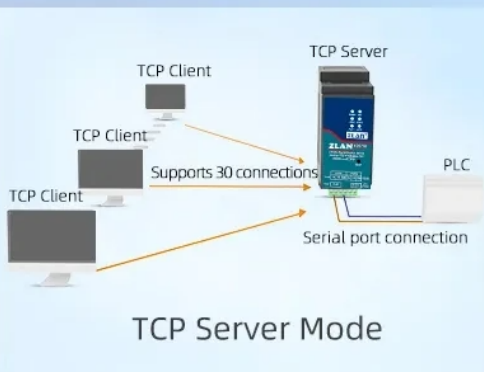 TCP Server
TCP Client
TCP Client
Supports 30 connections
PLC
TCP Client
ZLAN
ZLAN
Serial port connection
TCP Server Mode